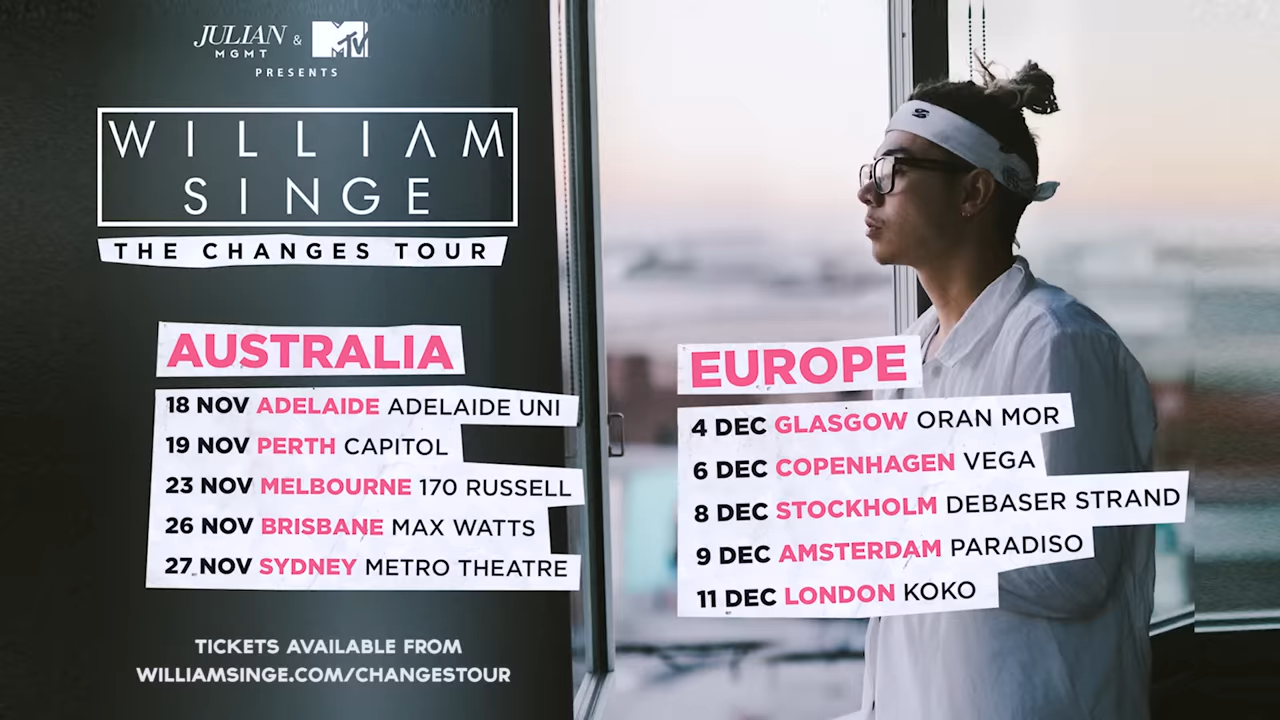 JULIAN & MTV
MGMT
PRESENTS
WILLIAM
SINGE
THE CHANGES TOUR
AUSTRALIA
18 NOV ADELAIDE ADELAIDE UNI
19 NOV PERTH CAPITOL
23 NOV MELBOURNE 170 RUSSELL
26 NOV BRISBANE MAX WATTS
27 NOV SYDNEY METRO THEATRE
EUROPE
4 DEC GLASGOW ORAN MOR
6 DEC COPENHAGEN VEGA
8 DEC STOCKHOLM DEBASER STRAND
9 DEC AMSTERDAM PARADISO
11 DEC LONDON KOKO
TICKETS AVAILABLE FROM
WILLIAMSINGE.COM/CHANGESTOUR